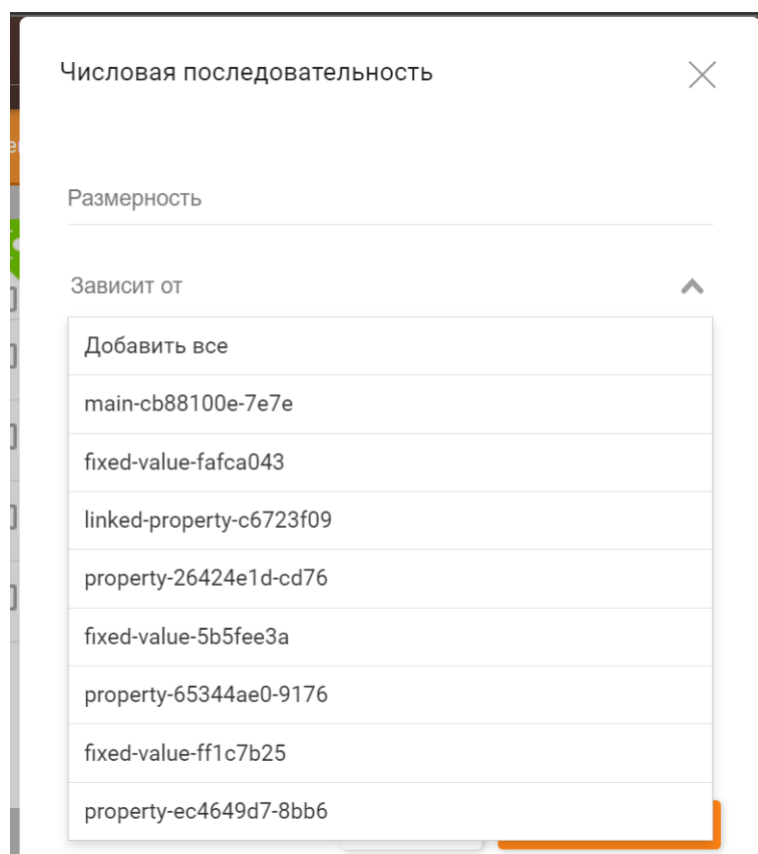 Числовая последовательность
Размерность
Зависит от
Добавить все
main-cb88100e-7e7e
fixed-value-fafca043
linked-property-c6723f09
property-26424e1d-cd76
fixed-value-5b5fee3a
property-65344ae0-9176
fixed-value-ff1c7b25
property-ec4649d7-8bb6